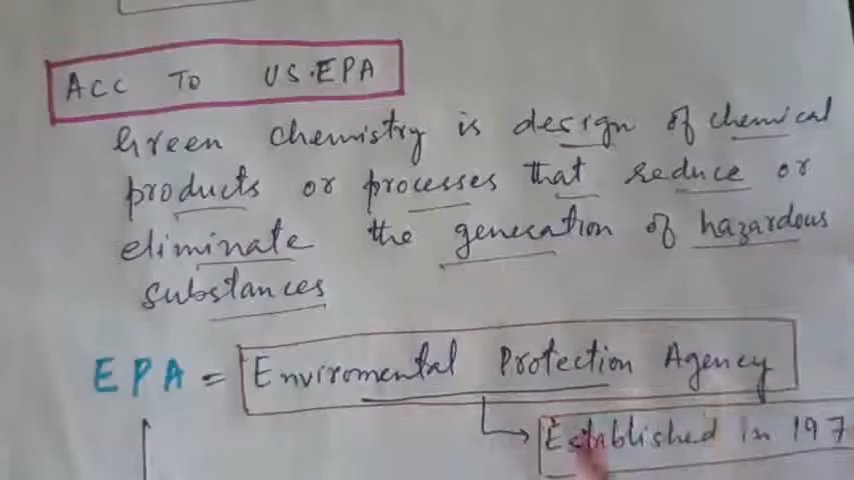 ACC TO US.EPA
Green chemistry is design of chemical
products or processes that reduce or
eliminate the generation of hazardous
substances
EPA = Enviromental Protection Agency
Established in 197